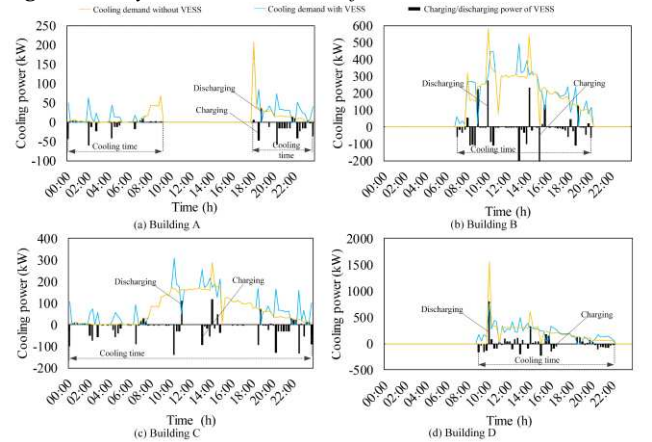 Cooling demand without VESS Cooling demand with VESS Charging/discharging power of VESS
Cooling power (kW)
250
200
150
100
50
0
-50
-100
Discharging
Charging
Cooling time
Cooling time
00:00 02:00 04:00 06:00 08:00 10:00 12:00 14:00 16:00 18:00 20:00 22:00
Time (h)
(a) Building A
Cooling power (kW)
600
500
400
300
200
100
0
-100
-200
Discharging
Charging
Cooling time
00:00 02:00 04:00 06:00 08:00 10:00 12:00 14:00 16:00 18:00 20:00 22:00
Time (h)
(b) Building B
Cooling power (kW)
400
300
200
100
0
-100
-200
Discharging
Charging
Cooling time
00:00 02:00 04:00 06:00 08:00 10:00 12:00 14:00 16:00 18:00 20:00 22:00
Time (h)
(c) Building C
Cooling power (kW)
2000
1500
1000
500
0
-500
Discharging
Charging
Cooling time
00:00 02:00 04:00 06:00 08:00 10:00 12:00 14:00 16:00 18:00 20:00 22:00
Time (h)
(d) Building D